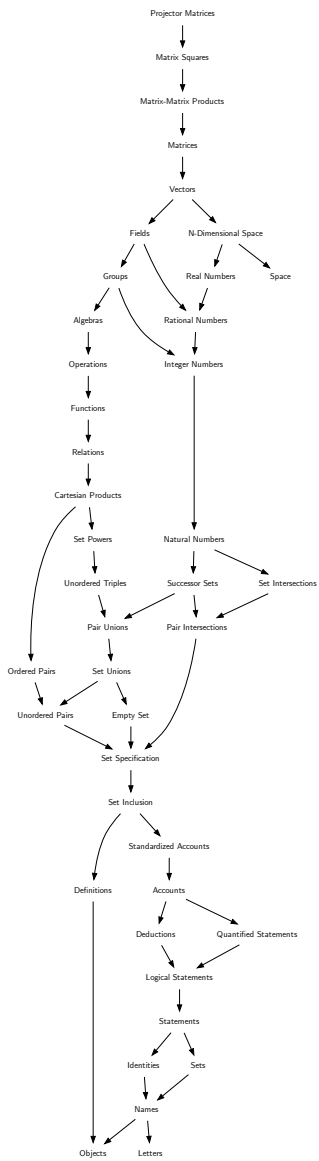 Projector Matrices
Matrix Squares
Matrix-Matrix Products
Matrices
Vectors
Fields
N-Dimensional Space
Groups
Real Numbers
Space
Algebras
Rational Numbers
Operations
Integer Numbers
Functions
Relations
Cartesian Products
Set Powers
Natural Numbers
Unordered Triples
Successor Sets
Set Intersections
Pair Unions
Pair Intersections
Ordered Pairs
Set Unions
Unordered Pairs
Empty Set
Set Specification
Set Inclusion
Standardized Accounts
Definitions
Accounts
Deductions
Quantified Statements
Logical Statements
Statements
Identities
Sets
Names
Objects
Letters